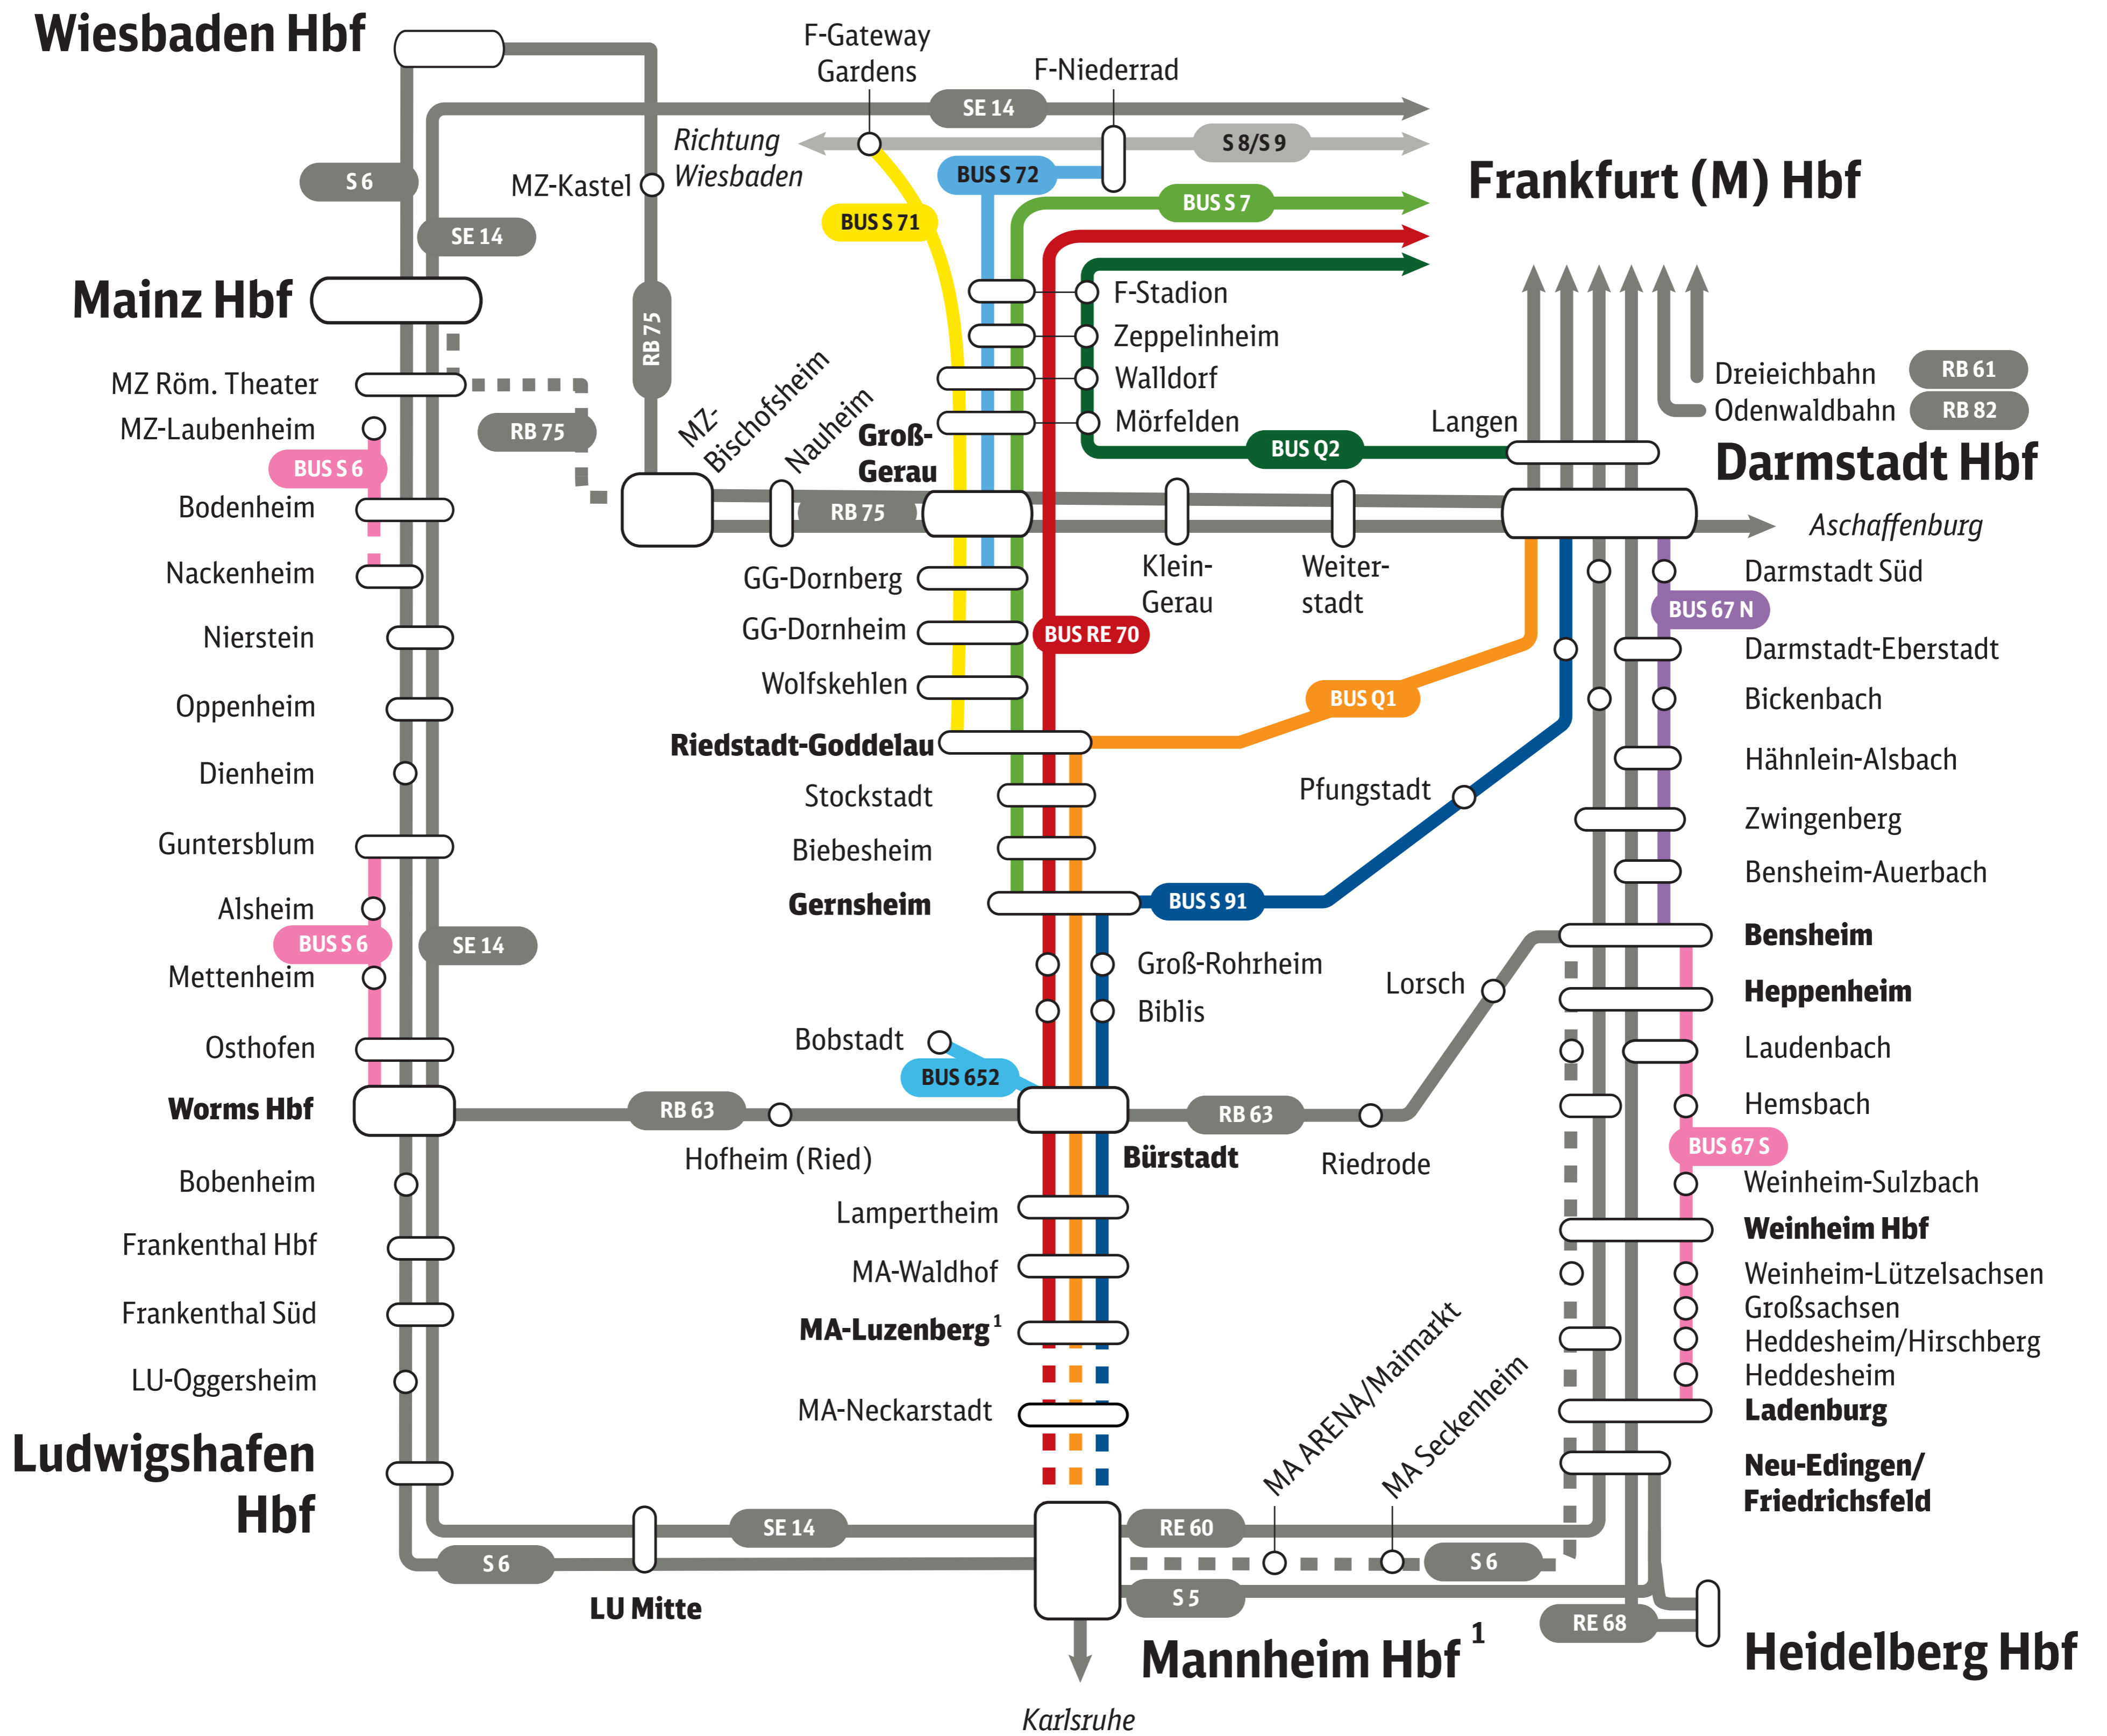 Wiesbaden Hbf
F-Gateway
Gardens
F-Niederrad
SE 14
Richtung
Wiesbaden
S 8/S 9
S 6
MZ-Kastel
BUS S 72
Frankfurt (M) Hbf
BUS S 7
BUS S 71
SE 14
Mainz Hbf
RB 75
F-Stadion
Zeppelinheim
MZ Röm. Theater
Walldorf
Dreieichbahn
RB 61
Odenwaldbahn
RB 82
MZ-Laubenheim
RB 75
MZ-
Bischofsheim
Nauheim
Groß-
Gerau
Mörfelden
Langen
BUS Q2
Darmstadt Hbf
BUS S 6
Bodenheim
RB 75
Aschaffenburg
Nackenheim
GG-Dornberg
Klein-
Gerau
Weiter-
stadt
Darmstadt Süd
BUS 67 N
Nierstein
GG-Dornheim
BUS RE 70
Darmstadt-Eberstadt
Wolfskehlen
BUS Q1
Bickenbach
Oppenheim
Riedstadt-Goddelau
Hähnlein-Alsbach
Dienheim
Stockstadt
Pfungstadt
Zwingenberg
Guntersblum
Biebesheim
Bensheim-Auerbach
Alsheim
Gernsheim
BUS S 91
Bensheim
BUS S 6
SE 14
Mettenheim
Groß-Rohrheim
Lorsch
Heppenheim
Biblis
Osthofen
Bobstadt
Laudenbach
BUS 652
Worms Hbf
RB 63
RB 63
Hemsbach
Hofheim (Ried)
Bürstadt
Riedrode
BUS 67 S
Bobenheim
Weinheim-Sulzbach
Lampertheim
Weinheim Hbf
Frankenthal Hbf
MA-Waldhof
Weinheim-Lützelsachsen
Frankenthal Süd
Großsachsen
MA-Luzenberg 1
Heddesheim/Hirschberg
LU-Oggersheim
Heddesheim
MA-Neckarstadt
MA ARENA/Maimarkt
MA Seckenheim
Ladenburg
Ludwigshafen
Hbf
Neu-Edingen/
Friedrichsfeld
SE 14
RE 60
S 6
S 6
S 5
LU Mitte
RE 68
Mannheim Hbf 1
Heidelberg Hbf
Karlsruhe